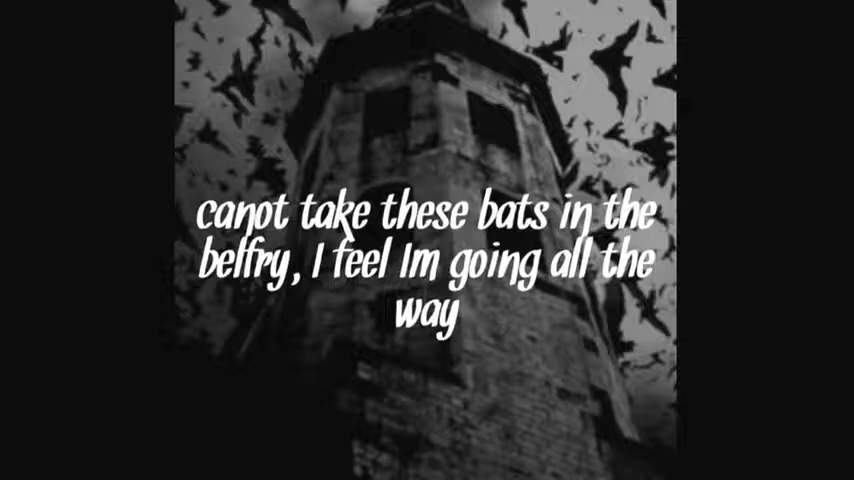 canot take these bats in the
belfry, I feel Im going all the
way